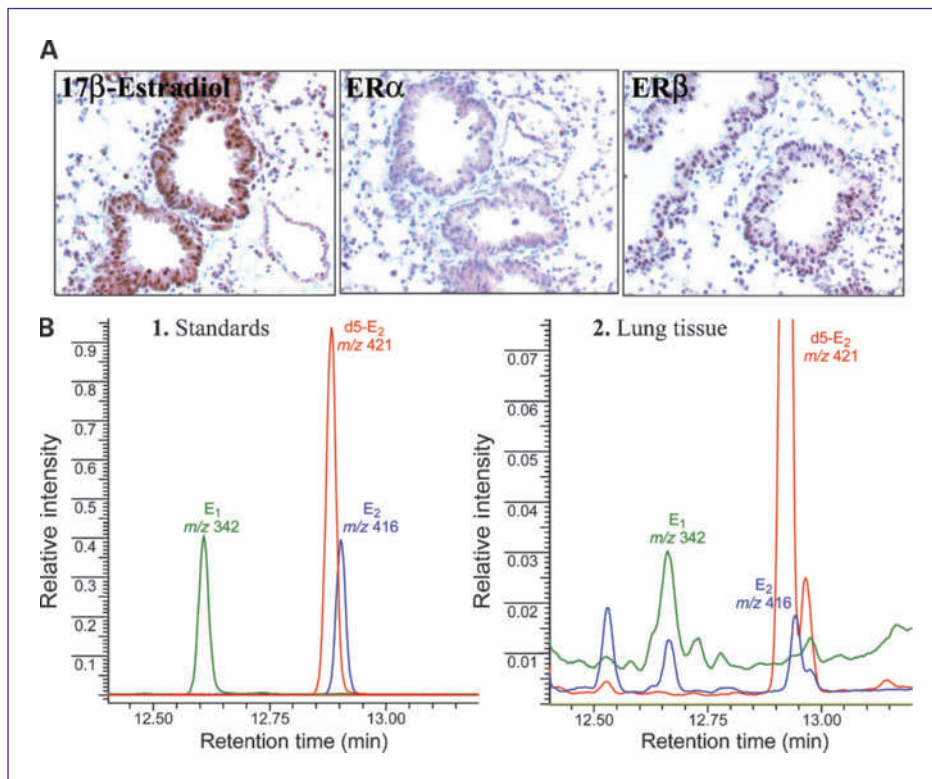 A
17β-Estradiol
ERα
ERβ
B
1. Standards
d5-E₂
m/z 421
E₁
m/z 342
E₂
m/z 416
0.9
0.8
0.7
0.6
0.5
0.4
0.3
0.2
0.1
Relative intensity
12.50
12.75
13.00
Retention time (min)
2. Lung tissue
d5-E₂
m/z 421
E₁
m/z 342
E₂
m/z 416
0.07
0.06
0.05
0.04
0.03
0.02
0.01
Relative intensity
12.50
12.75
13.00
Retention time (min)